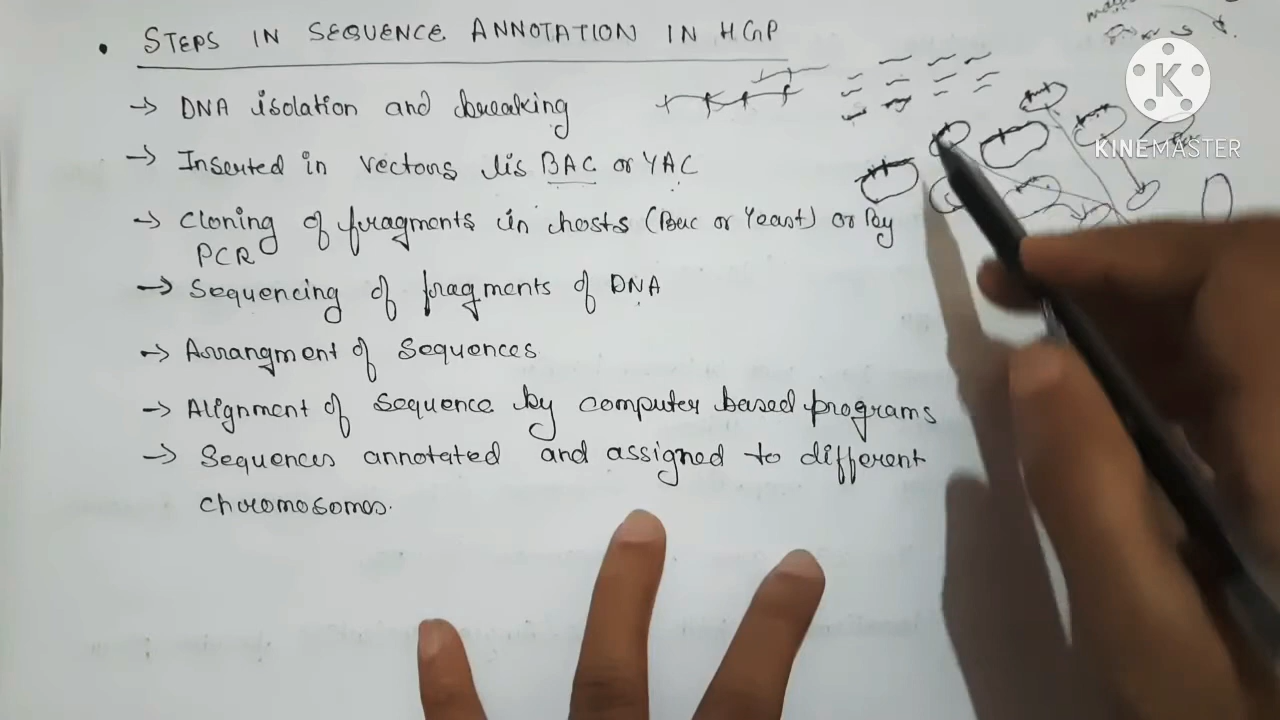 • STEPS IN SEQUENCE ANNOTATION IN HGP
→ DNA isolation and breaking
→ Inserted in vectors lis BAC or YAC
→ Cloning of fragments in hosts (Bac or Yeast) or By
PCR
→ Sequencing of fragments of DNA
→ Arrangment of Sequences
→ Alignment of sequence by computer based programs
→ Sequences annotated and assigned to different
chromosomes.
K
KINEMASTER